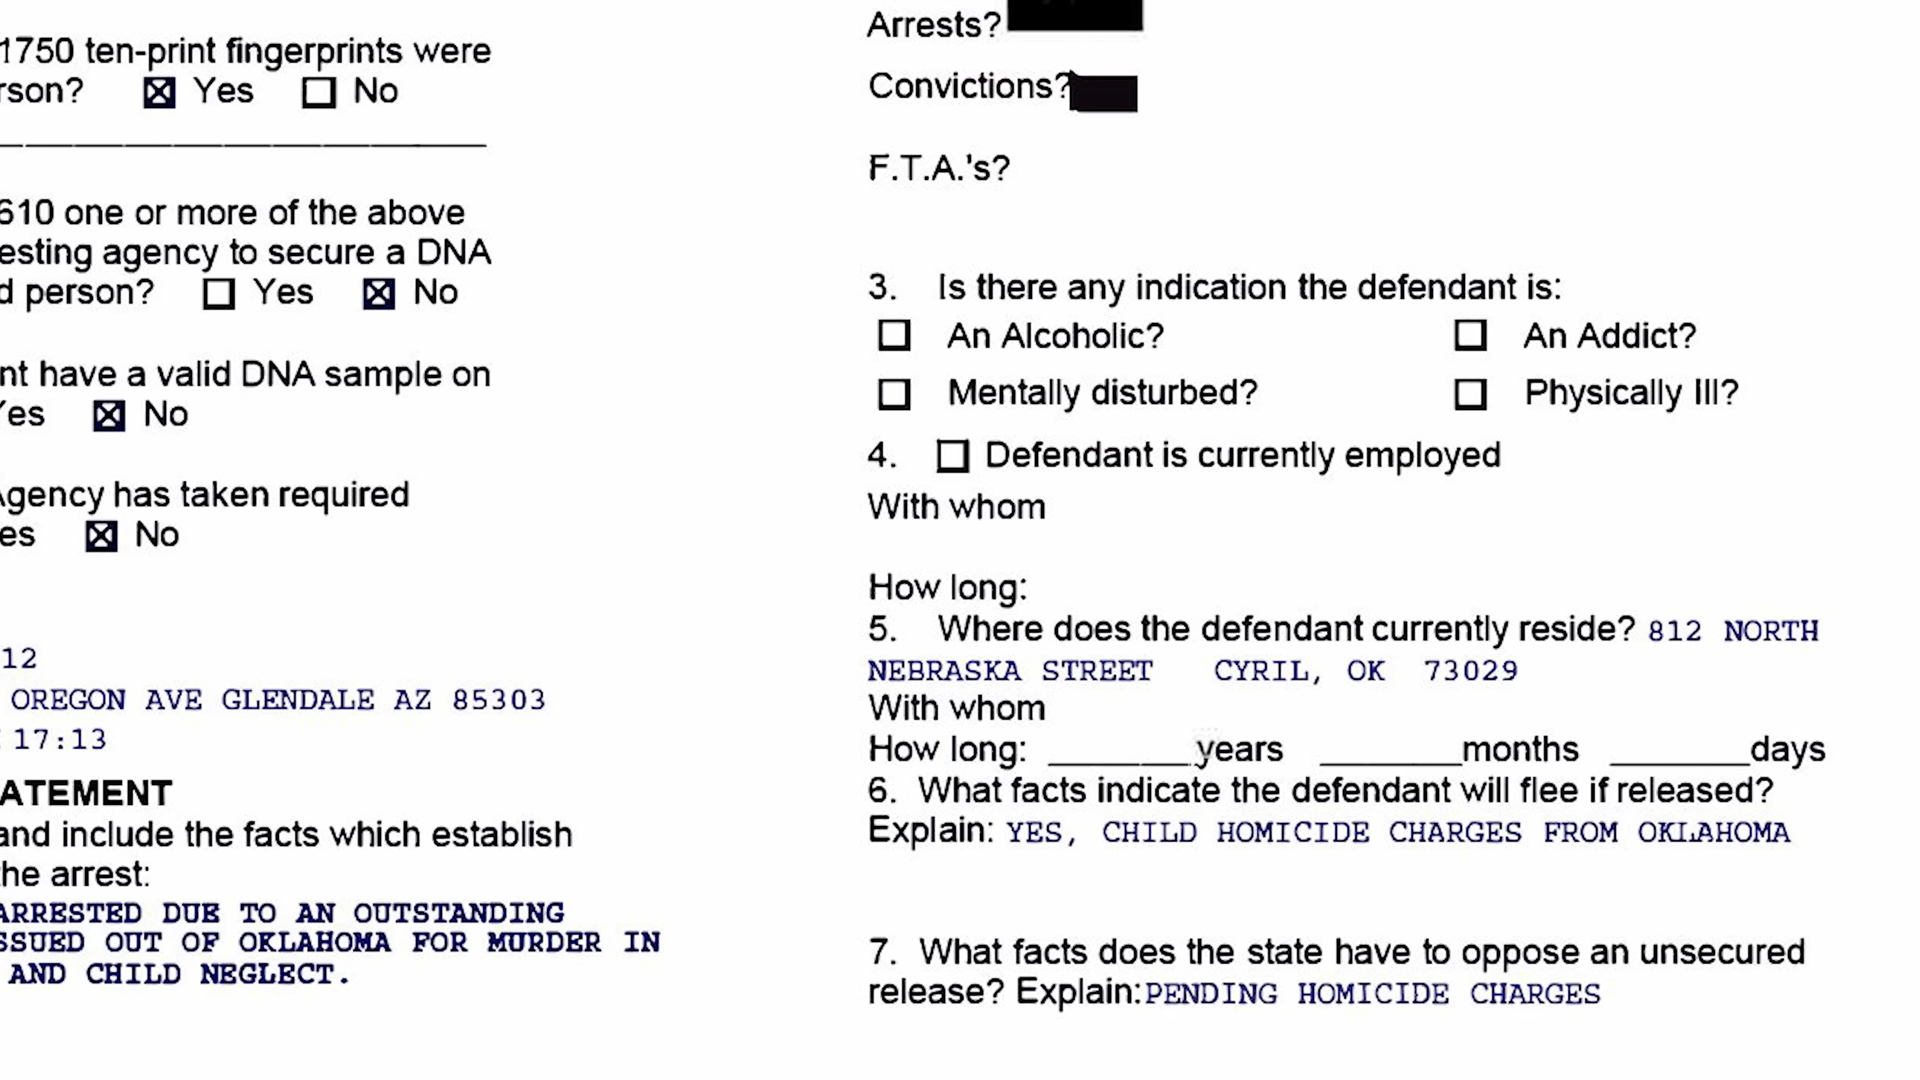 1750 ten-print fingerprints were
rson? ☒ Yes ☐ No
610 one or more of the above
esting agency to secure a DNA
d person? ☐ Yes ☒ No
nt have a valid DNA sample on
Yes ☒ No
Agency has taken required
es ☒ No
12
OREGON AVE GLENDALE AZ 85303
17:13
ATEMENT
and include the facts which establish
he arrest:
ARRESTED DUE TO AN OUTSTANDING
SSUED OUT OF OKLAHOMA FOR MURDER IN
AND CHILD NEGLECT.
Arrests?
Convictions?
F.T.A.'s?
3. Is there any indication the defendant is:
☐ An Alcoholic? ☐ An Addict?
☐ Mentally disturbed? ☐ Physically Ill?
4. ☐ Defendant is currently employed
With whom
How long:
5. Where does the defendant currently reside? 812 NORTH
NEBRASKA STREET CYRIL, OK 73029
With whom
How long: _______years _______months _______days
6. What facts indicate the defendant will flee if released?
Explain: YES, CHILD HOMICIDE CHARGES FROM OKLAHOMA
7. What facts does the state have to oppose an unsecured
release? Explain:PENDING HOMICIDE CHARGES